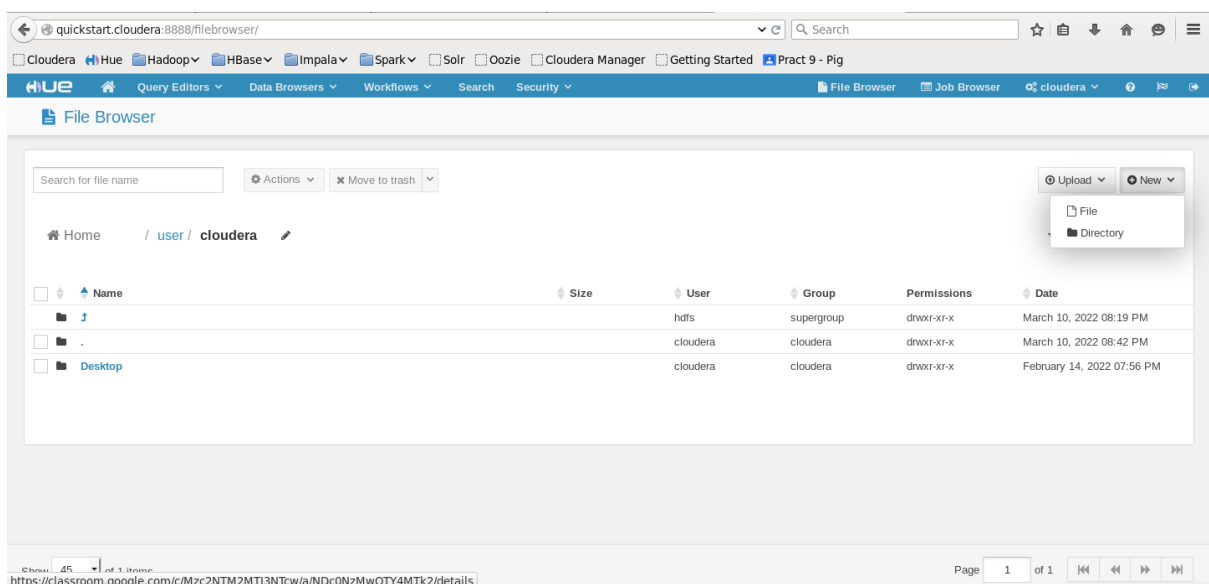 quickstart.cloudera:8888/filebrowser/ Search
Cloudera Hue Hadoop HBase Impala Spark Solr Oozie Cloudera Manager Getting Started Pract 9 - Pig
HUE Query Editors Data Browsers Workflows Search Security File Browser Job Browser cloudera
File Browser
Search for file name Actions Move to trash Upload New
File
Home / user / cloudera
Directory
Name Size User Group Permissions Date
hdfs supergroup drwxr-xr-x March 10, 2022 08:19 PM
. cloudera cloudera drwxr-xr-x March 10, 2022 08:42 PM
Desktop cloudera cloudera drwxr-xr-x February 14, 2022 07:56 PM
Show 45 of 1 items Page 1 of 1
https://classroom.google.com/c/Mzc2NTM2MTI3NTcw/a/NDc0NzMwOTY4MTk2/details